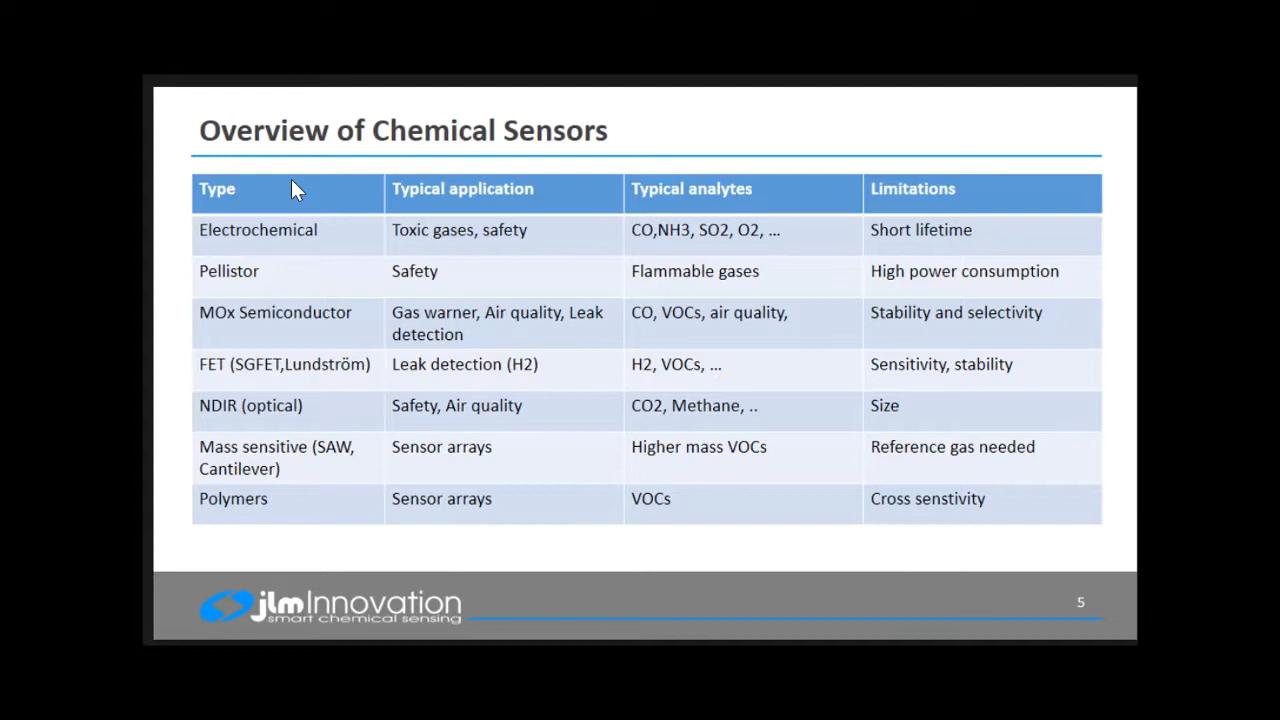 Overview of Chemical Sensors
Type Typical application Typical analytes Limitations
Electrochemical Toxic gases, safety CO,NH3, SO2, O2, ... Short lifetime
Pellistor Safety Flammable gases High power consumption
MOx Semiconductor Gas warner, Air quality, Leak CO, VOCs, air quality, Stability and selectivity
detection
FET (SGFET,Lundström) Leak detection (H2) H2, VOCs, ... Sensitivity, stability
NDIR (optical) Safety, Air quality CO2, Methane, .. Size
Mass sensitive (SAW, Sensor arrays Higher mass VOCs Reference gas needed
Cantilever)
Polymers Sensor arrays VOCs Cross senstivity
jlmInnovation
smart chemical sensing
5